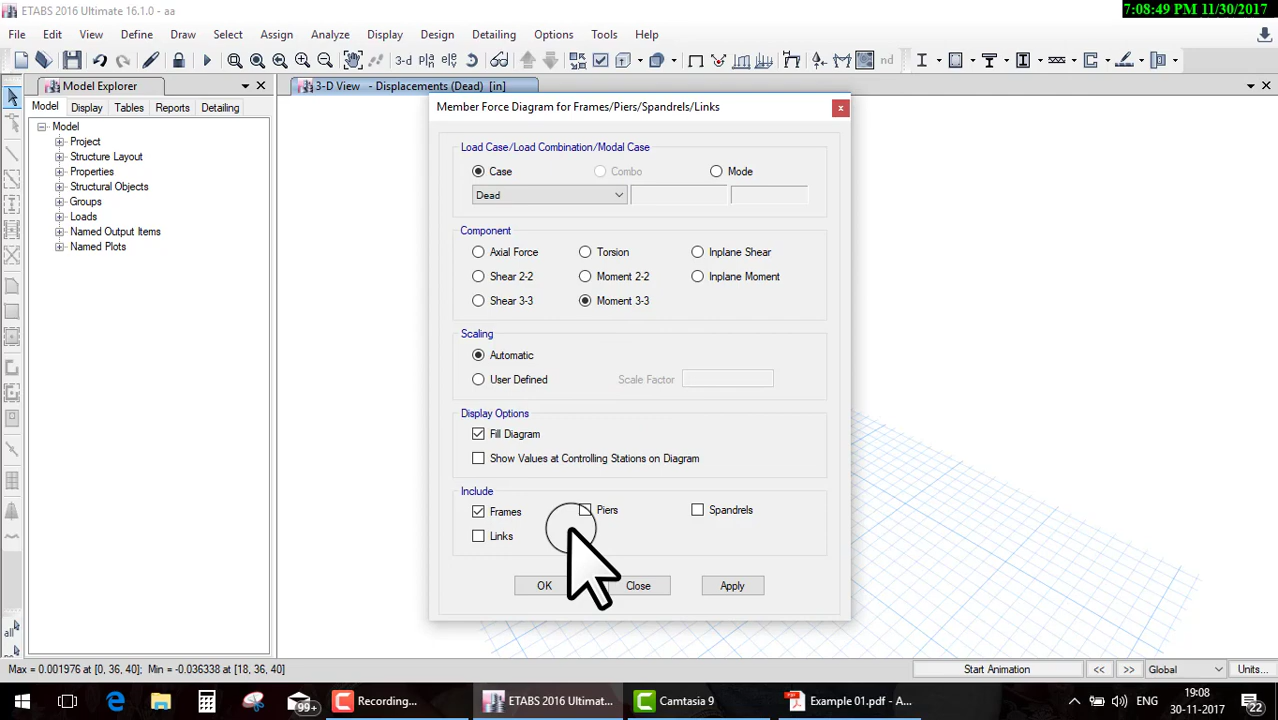 ETABS 2016 Ultimate 16.1.0 - aa
7:08:49 PM 11/30/2017
File Edit View Define Draw Select Assign Analyze Display Design Detailing Options Tools Help
3-d nd
Model Explorer
3-D View - Displacements (Dead) [in]
Model Display Tables Reports Detailing
Model
Project
Structure Layout
Properties
Structural Objects
Groups
Loads
Named Output Items
Named Plots
all
Member Force Diagram for Frames/Piers/Spandrels/Links
Load Case/Load Combination/Modal Case
Case Combo Mode
Dead
Component
Axial Force Torsion Inplane Shear
Shear 2-2 Moment 2-2 Inplane Moment
Shear 3-3 Moment 3-3
Scaling
Automatic
User Defined Scale Factor
Display Options
Fill Diagram
Show Values at Controlling Stations on Diagram
Include
Frames Piers Spandrels
Links
OK Close Apply
Max = 0.001976 at [0, 36, 40]; Min = -0.036338 at [18, 36, 40]
Start Animation << >> Global Units...
99+ Recording... ETABS 2016 Ultimat... Camtasia 9 Example 01.pdf - A... ENG 19:08
30-11-2017 22